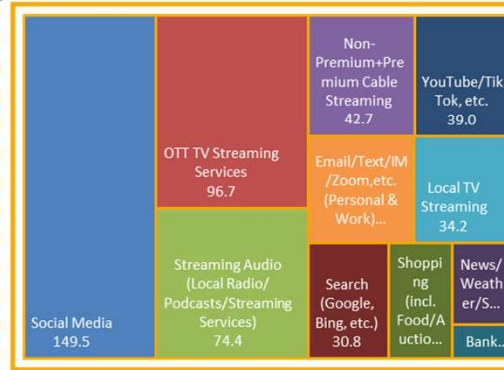 Social Media
149.5
OTT TV Streaming
Services
96.7
Streaming Audio
(Local Radio/
Podcasts/Streaming
Services)
74.4
Non-
Premium+Pre
mium Cable
Streaming
42.7
YouTube/Tik
Tok, etc.
39.0
Email/Text/IM
/Zoom,etc.
(Personal &
Work)...
Local TV
Streaming
34.2
Search
(Google,
Bing, etc.)
30.8
Shoppi
ng
(incl.
Food/A
uctio...
News/
Weath
er/S...
Bank...